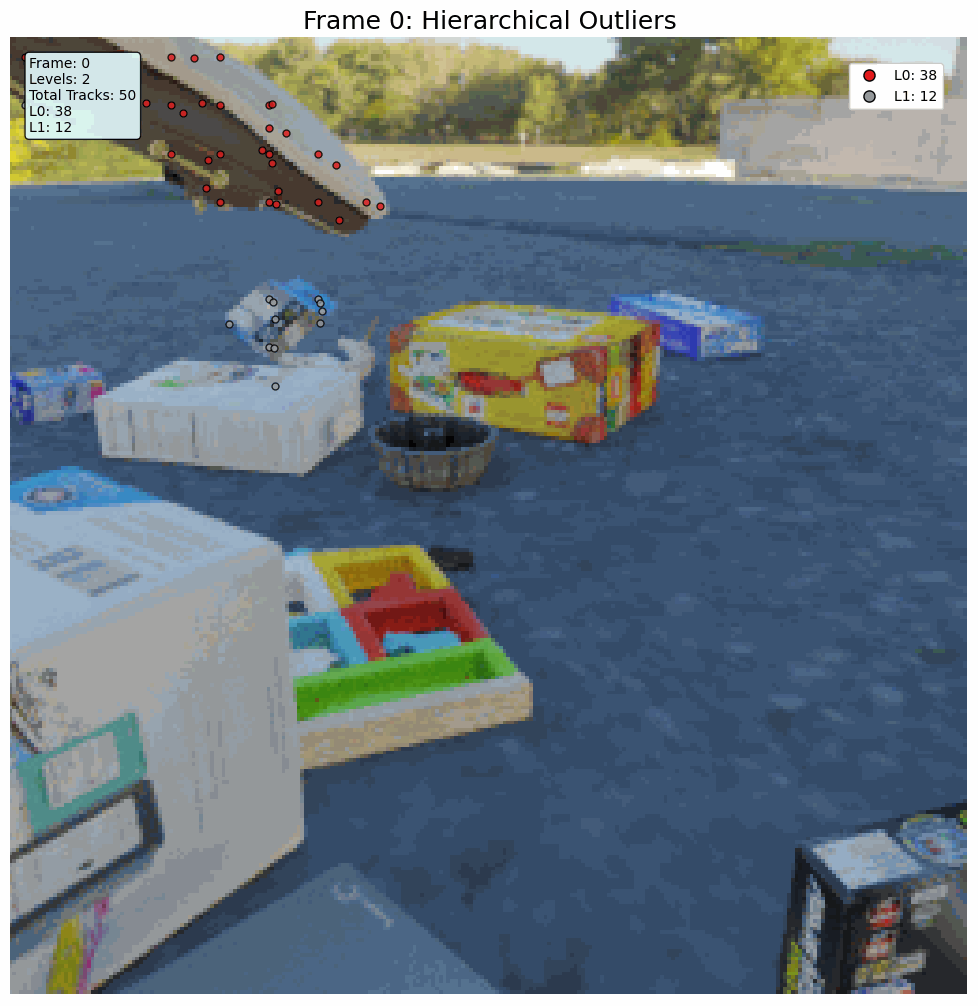 Frame 0: Hierarchical Outliers
Frame: 0
Levels: 2
Total Tracks: 50
L0: 38
L1: 12
L0: 38
L1: 12